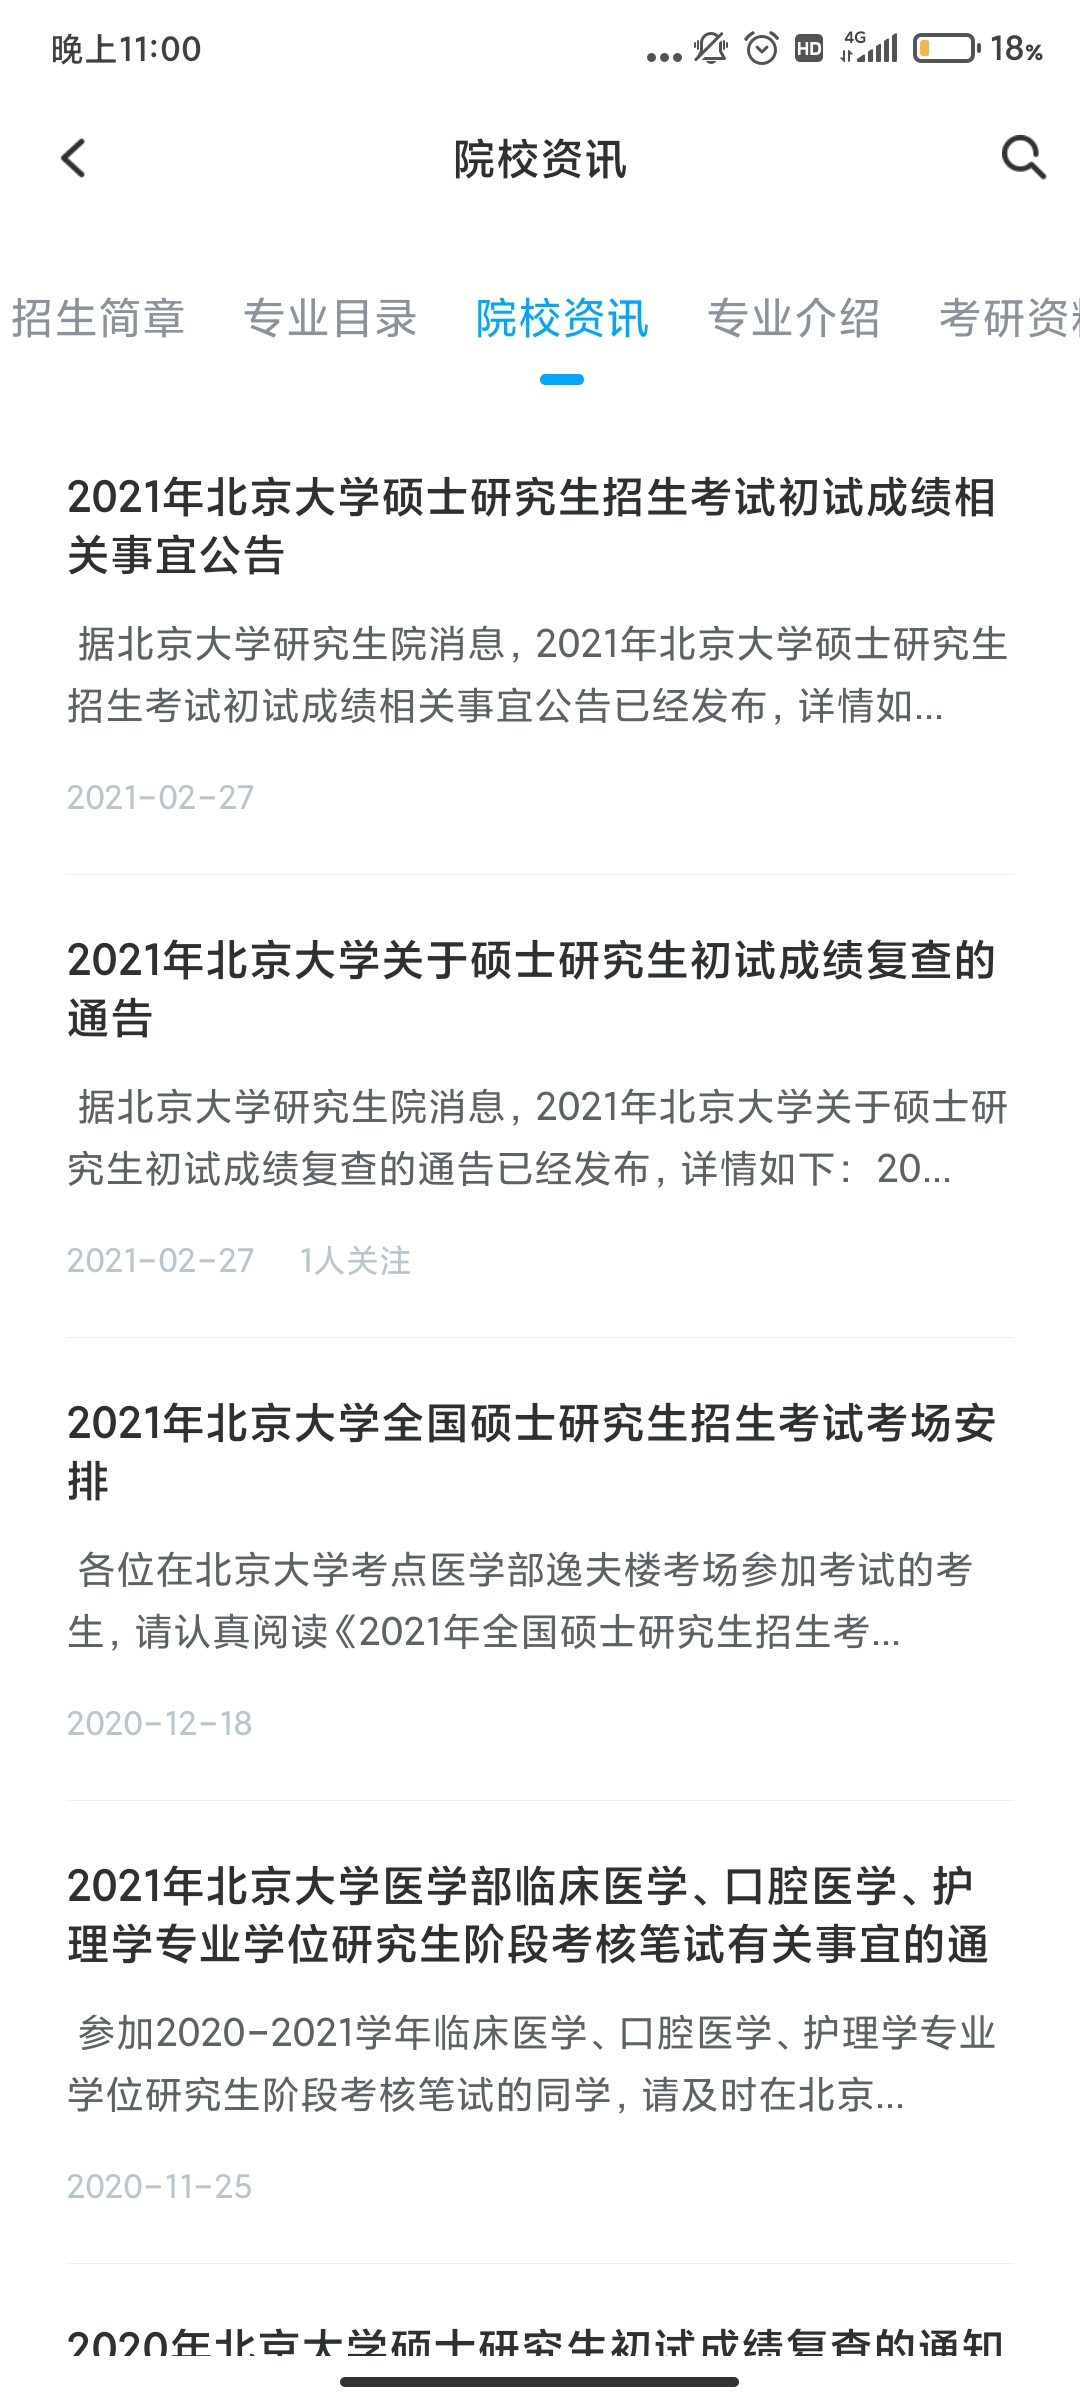 晚上11:00
HD
4G
18%
院校资讯
招生简章 专业目录 院校资讯 专业介绍 考研资料
2021年北京大学硕士研究生招生考试初试成绩相
关事宜公告
据北京大学研究生院消息，2021年北京大学硕士研究生
招生考试初试成绩相关事宜公告已经发布，详情如...
2021-02-27
2021年北京大学关于硕士研究生初试成绩复查的
通告
据北京大学研究生院消息，2021年北京大学关于硕士研
究生初试成绩复查的通告已经发布，详情如下： 20...
2021-02-27 1人关注
2021年北京大学全国硕士研究生招生考试考场安
排
各位在北京大学考点医学部逸夫楼考场参加考试的考
生，请认真阅读《2021年全国硕士研究生招生考...
2020-12-18
2021年北京大学医学部临床医学、口腔医学、护
理学专业学位研究生阶段考核笔试有关事宜的通
参加2020-2021学年临床医学、口腔医学、护理学专业
学位研究生阶段考核笔试的同学，请及时在北京...
2020-11-25
2020年北京大学硕士研究生初试成绩复查的通知